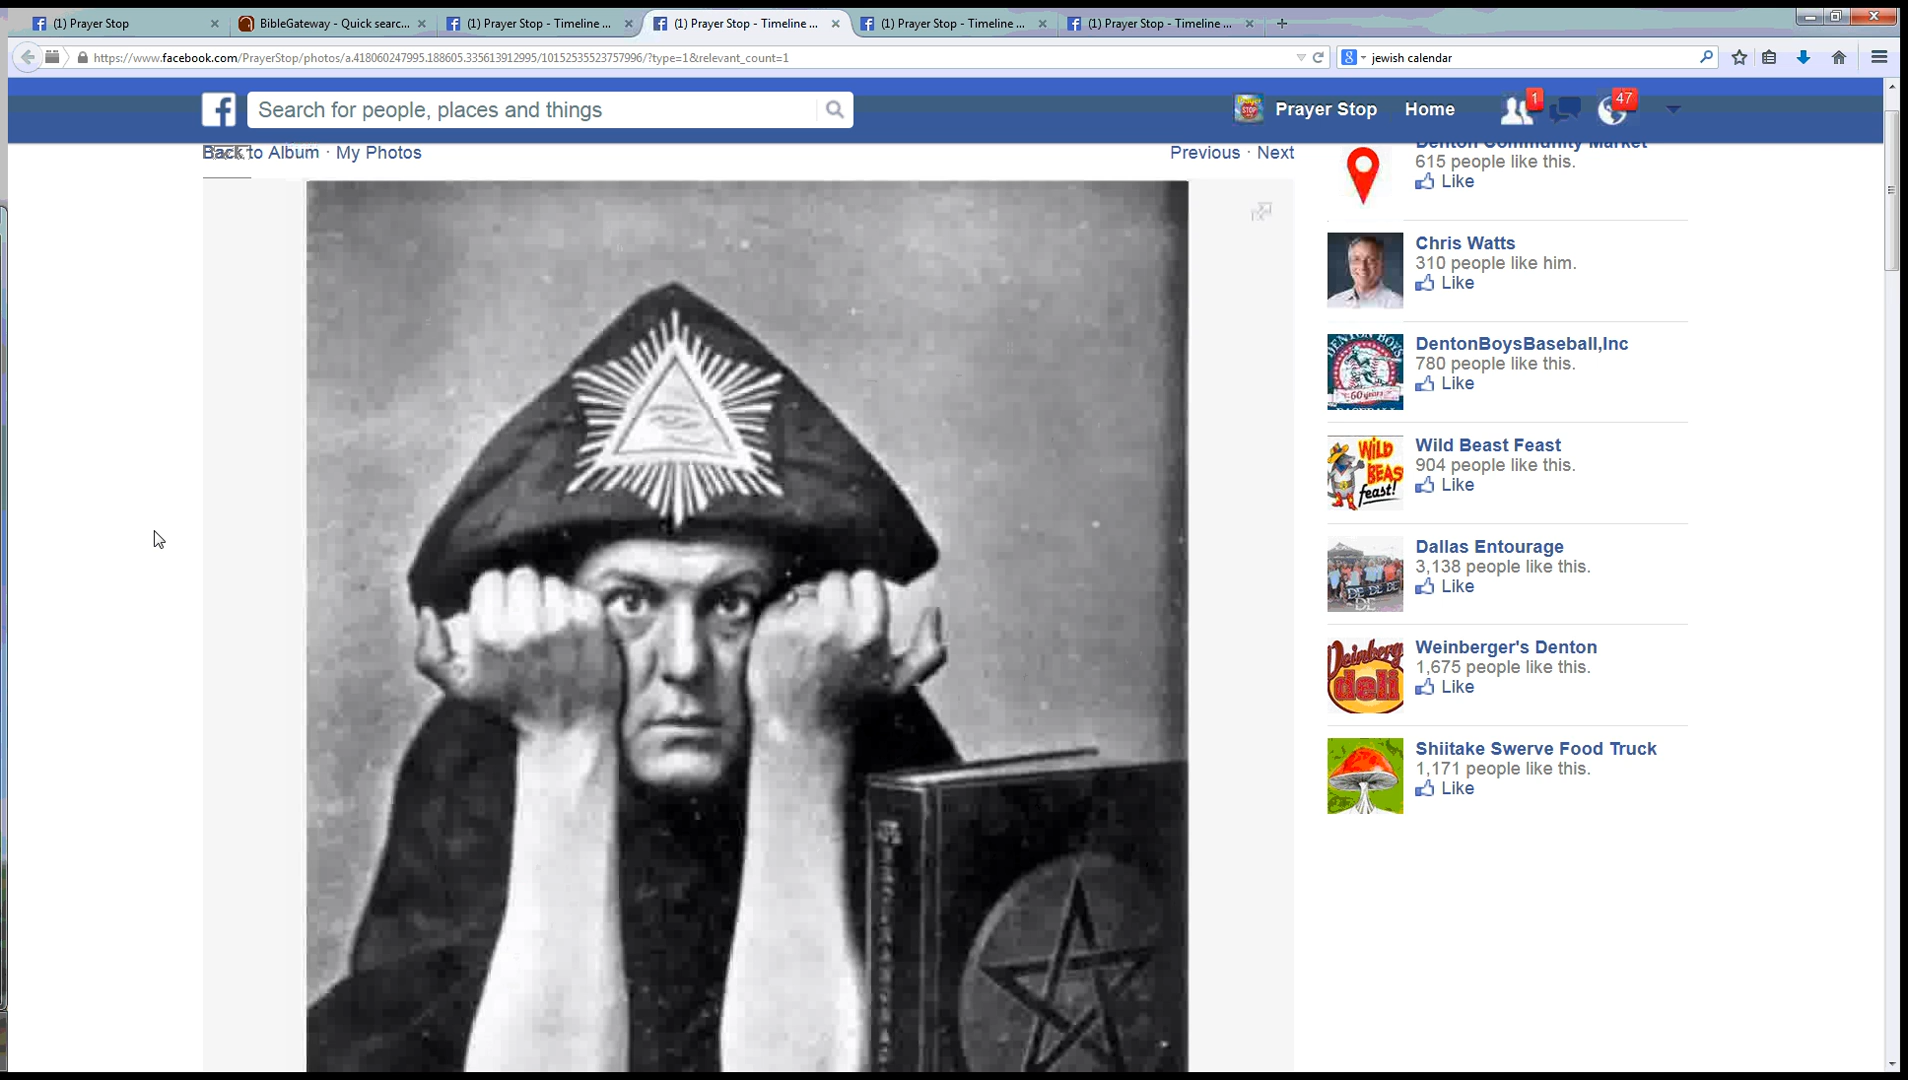 (1) Prayer Stop
BibleGateway - Quick searc...
(1) Prayer Stop - Timeline ...
(1) Prayer Stop - Timeline ...
(1) Prayer Stop - Timeline ...
(1) Prayer Stop - Timeline ...
https://www.facebook.com/PrayerStop/photos/a.418060247995.188605.335613912995/10152535523757996/?type=1&relevant_count=1
jewish calendar
Search for people, places and things
Prayer Stop
Home
1
47
Back to Album · My Photos
Previous · Next
Denton Community Market
615 people like this.
Like
Chris Watts
310 people like him.
Like
DentonBoysBaseball,Inc
780 people like this.
Like
Wild Beast Feast
904 people like this.
Like
Dallas Entourage
3,138 people like this.
Like
Weinberger's Denton
1,675 people like this.
Like
Shiitake Swerve Food Truck
1,171 people like this.
Like